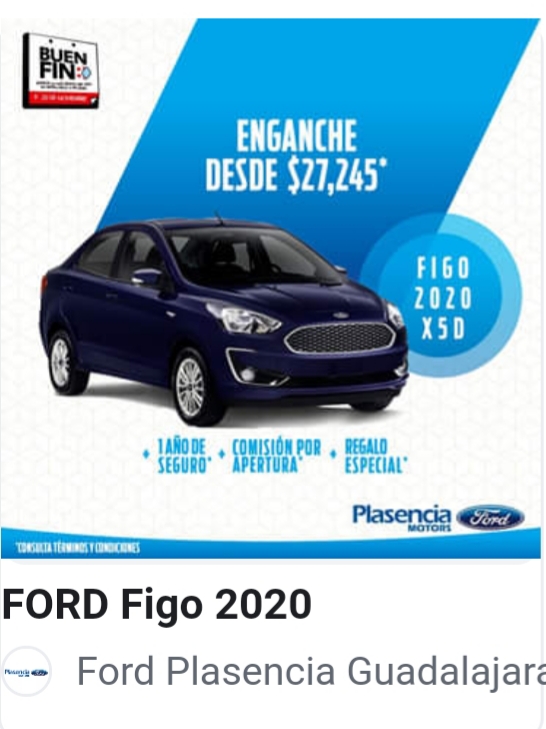 BUEN
FIN
ENGANCHE
DESDE $27,245*
FIGO
2020
X5D
+ 1 AÑO DE SEGURO* + COMISIÓN POR APERTURA* + REGALO ESPECIAL*
Plasencia
MOTORS
Ford
*CONSULTA TÉRMINOS Y CONDICIONES
FORD Figo 2020
Plasencia
Ford Plasencia Guadalajara